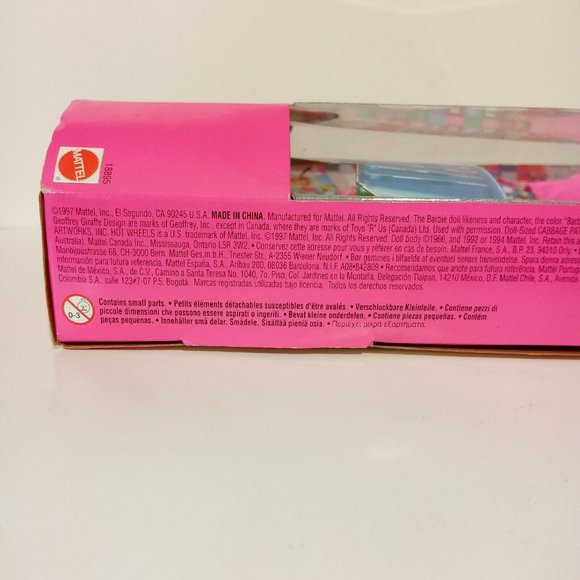 MATTEL
®
18895
©1997 Mattel, Inc., El Segundo, CA 90245 U.S.A. MADE IN CHINA. Manufactured for Mattel. All Rights Reserved. The Barbie doll likeness and character, the color "Bar
Geoffrey Giraffe Design are marks of Geoffrey, Inc., except in Canada, where they are marks of Toys "R" Us (Canada) Ltd. Used with permission. Doll-Sized CABBAGE PAT
ARTWORKS, INC. HOT WHEELS is a U.S. trademark of Mattel, Inc. ©1997 Mattel, Inc. All Rights Reserved. Doll body ©1966, and 1992 or 1994 Mattel, Inc. Retain this
Australia). Mattel Canada Inc., Mississauga, Ontario L5R 3W2. • Conservez cette adresse pour vous y référer en cas de besoin. Mattel France, S.A., B.P. 23, 94310 Orly.
66, CH-3000 Bern. Mattel Ges.m.b.H., Triester Str., A-2355 Wiener Neudorf. • Bør gemmes i tilfælde af eventuel senere henvendelse. Spara denna adress
información para futura referencia. Mattel España, S.A., Aribau 200, 08036 Barcelona. N.I.F. A08-842809 • Recomendamos que anote para futura referência. Mattel Portug
Mattel de México, S.A., de C.V., Camino a Santa Teresa No. 1040, 7o. Piso, Col. Jardines en la Montaña, Delegación Tlalpan, 14210 México, D.F. Mattel Chile, S.A., Avenida
Colombia S.A., calle 123#7-07 P.5, Bogotá. Marcas registradas utilizadas bajo licencia. Todos los derechos reservados.
0-3
Contains small parts. • Petits éléments détachables susceptibles d'être avalés. • Verschluckbare Kleinteile. • Contiene pezzi di
piccole dimensioni che possono essere aspirati o ingeriti. • Bevat kleine onderdelen. • Contiene piezas pequeñas. • Contém
peças pequenas. • Innehåller små delar. Smådele. Sisältää pieniä osia. • Περιέχει μικρά εξαρτήματα.